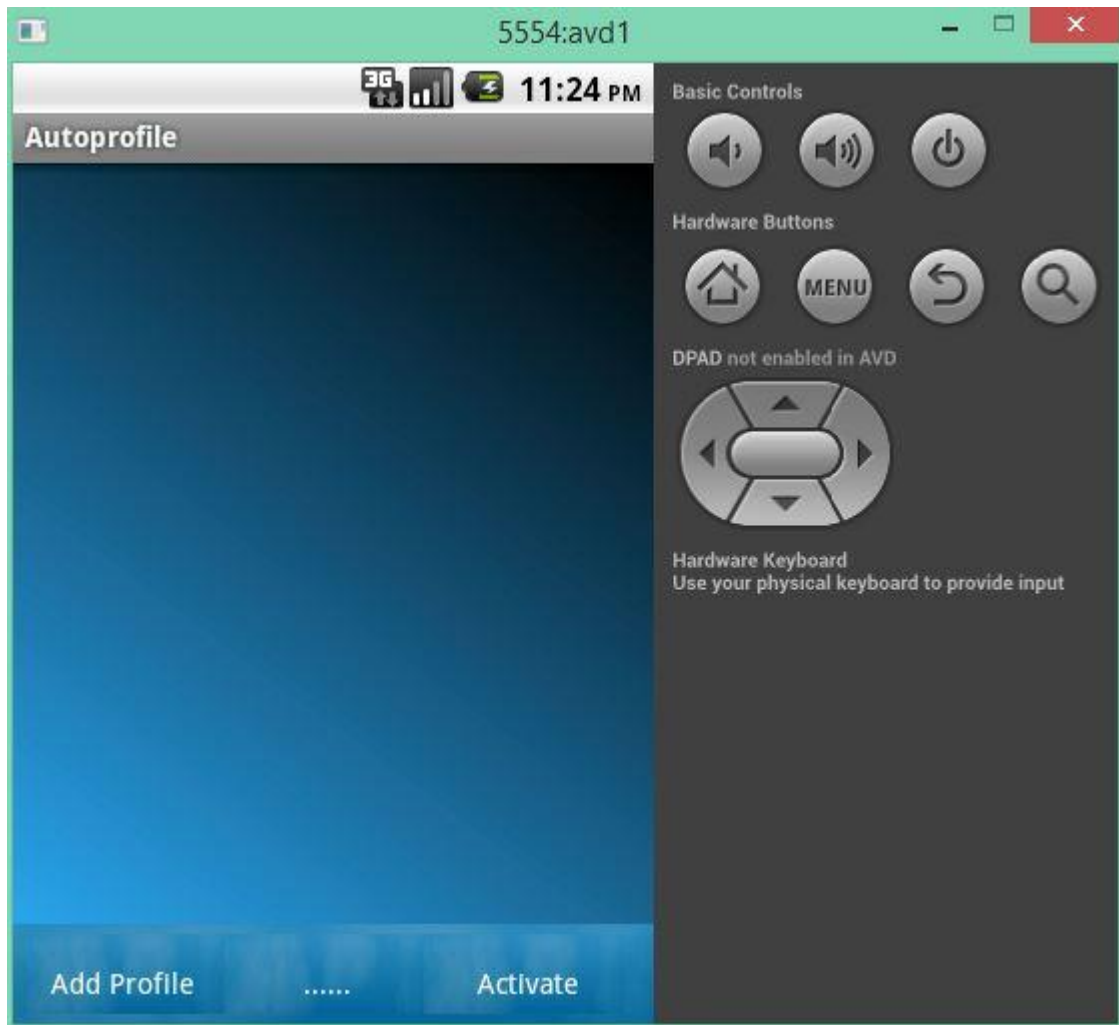 5554:avd1
3G 11:24 PM
Autoprofile
Add Profile ...... Activate
Basic Controls
Hardware Buttons
MENU
DPAD not enabled in AVD
Hardware Keyboard
Use your physical keyboard to provide input